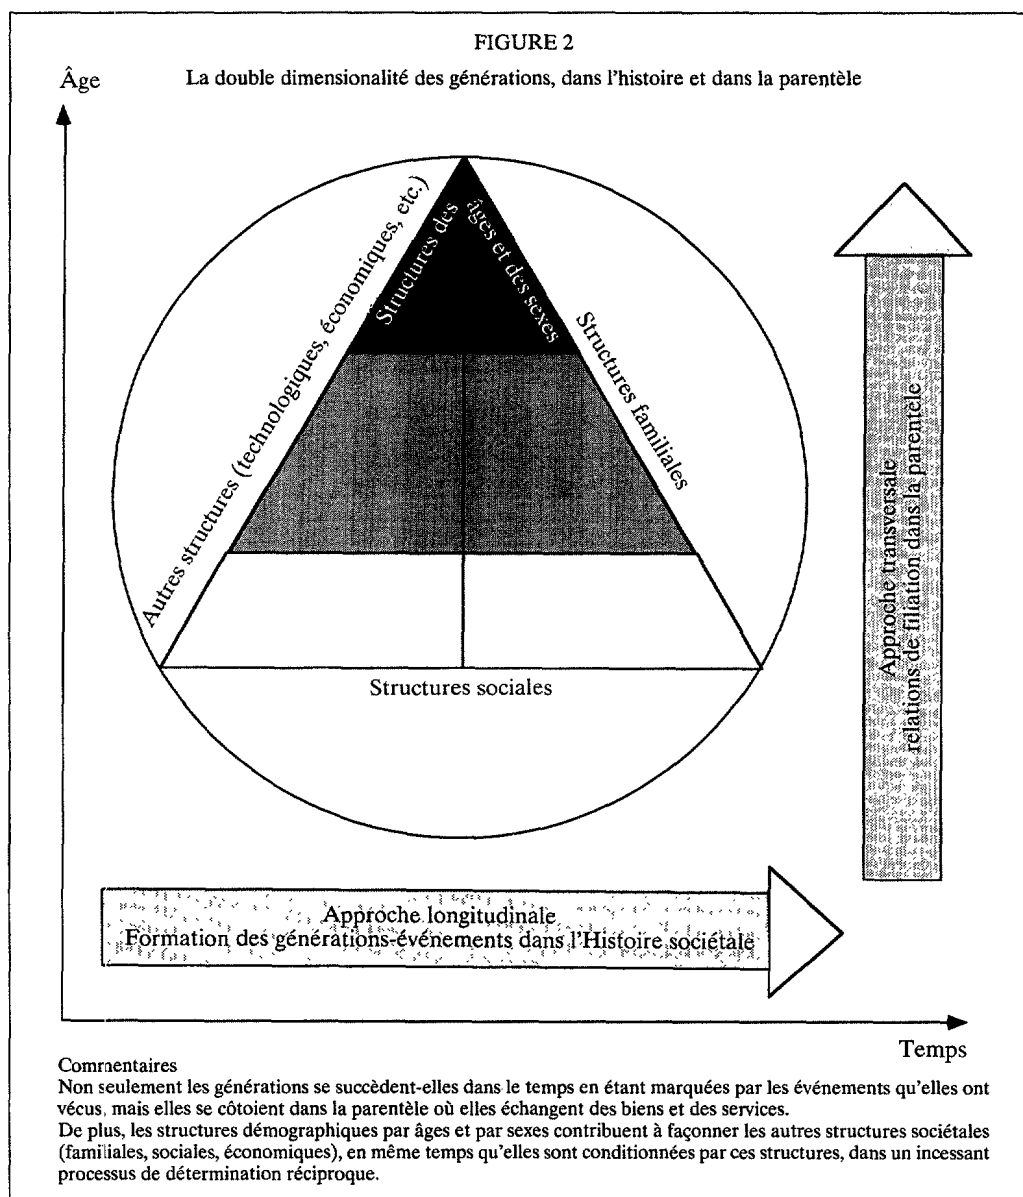 FIGURE 2
La double dimensionalité des générations, dans l'histoire et dans la parentèle
Âge
Autres structures (technologiques, économiques, etc.)
Structures des
âges et des sexes
Structures familiales
Structures sociales
Approche transversale
relations de filiation dans la parentèle
Approche longitudinale
Formation des générations-événements dans l'Histoire sociétale
Temps
Commentaires
Non seulement les générations se succèdent-elles dans le temps en étant marquées par les événements qu'elles ont
vécus, mais elles se côtoient dans la parentèle où elles échangent des biens et des services.
De plus, les structures démographiques par âges et par sexes contribuent à façonner les autres structures sociétales
(familiales, sociales, économiques), en même temps qu'elles sont conditionnées par ces structures, dans un incessant
processus de détermination réciproque.